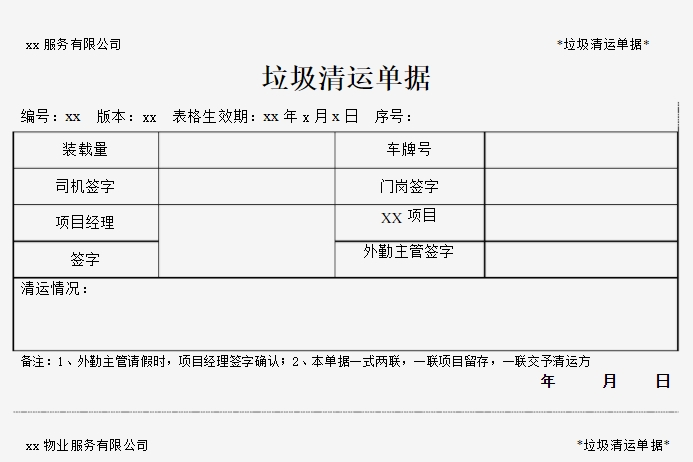 xx 服务有限公司 *垃圾清运单据*
垃圾清运单据
编号：xx 版本：xx 表格生效期：xx 年 x 月 x 日 序号：
装载量 车牌号
司机签字 门岗签字
项目经理 XX 项目
签字 外勤主管签字
清运情况：
备注：1、外勤主管请假时，项目经理签字确认；2、本单据一式两联，一联项目留存，一联交予清运方
年 月 日
xx 物业服务有限公司 *垃圾清运单据*